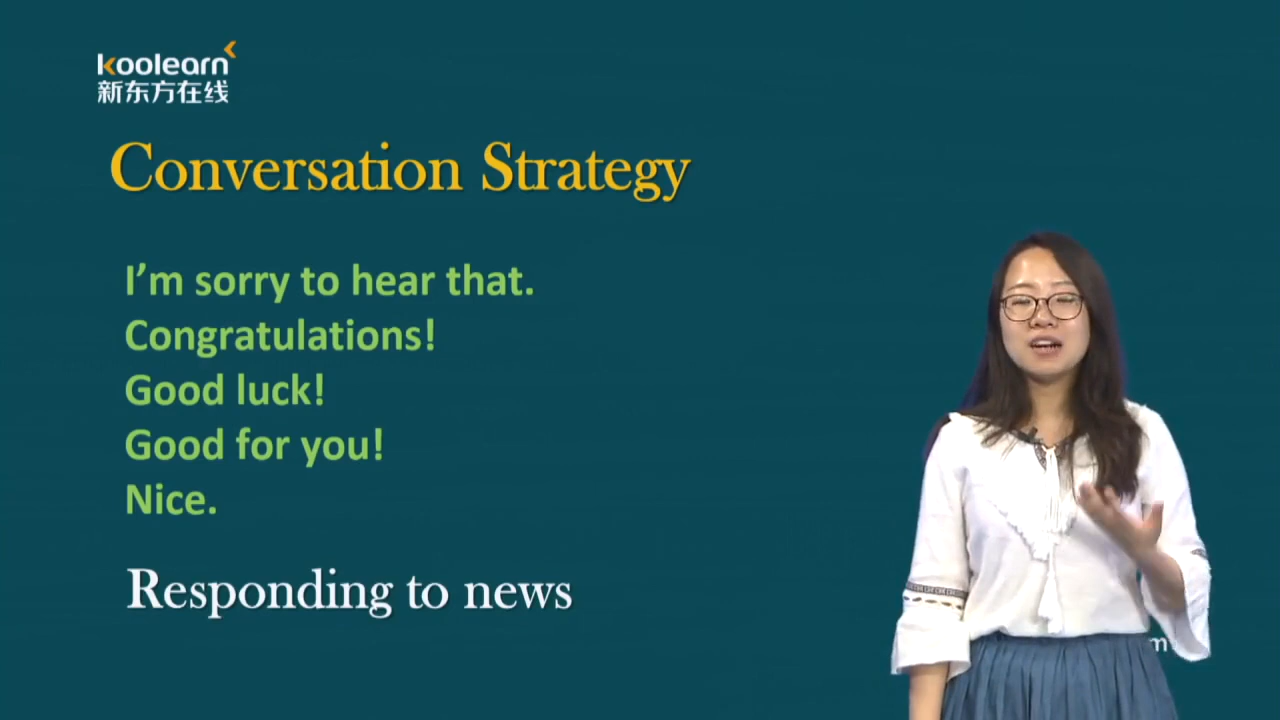 koolearn
新东方在线
Conversation Strategy
I’m sorry to hear that.
Congratulations!
Good luck!
Good for you!
Nice.
Responding to news
m